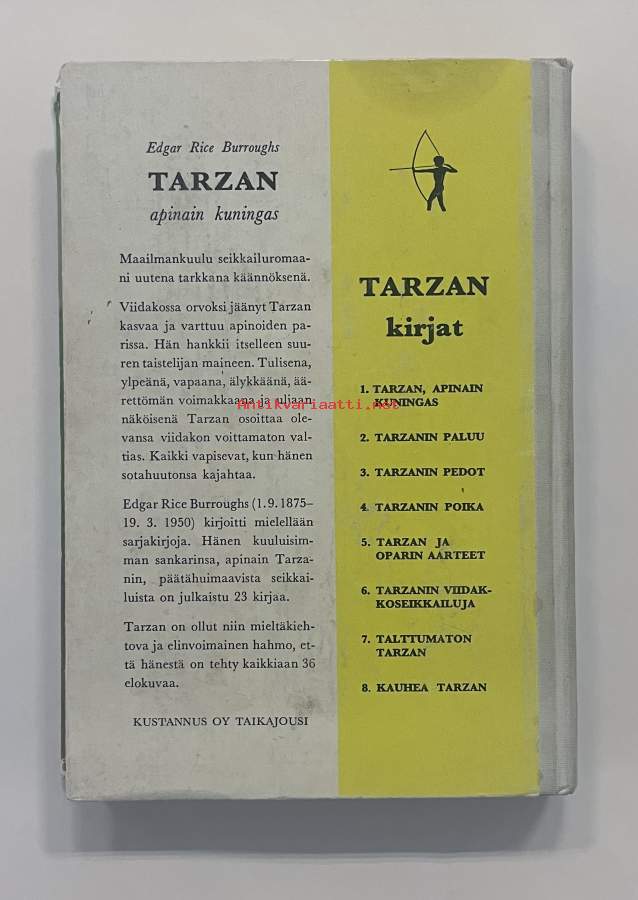 Edgar Rice Burroughs
TARZAN
apinain kuningas
Maailmankuulu seikkailuromaa-
ni uutena tarkkana käännöksenä.
Viidakossa orvoksi jäänyt Tarzan
kasvaa ja varttuu apinoiden pa-
rissa. Hän hankkii itselleen suu-
ren taistelijan maineen. Tulisena,
ylpeänä, vapaana, älykkäänä, ää-
rettömän voimakkaana ja uljaan
näköisenä Tarzan osoittaa ole-
vansa viidakon voittamaton val-
tias. Kaikki vapisevat, kun hänen
sotahuutonsa kajahtaa.
Edgar Rice Burroughs (1.9.1875–
19. 3. 1950) kirjoitti mielellään
sarjakirjoja. Hänen kuuluisim-
man sankarinsa, apinain Tarza-
nin, päätähuimaavista seikkai-
luista on julkaistu 23 kirjaa.
Tarzan on ollut niin mieltäkieh-
tova ja elinvoimainen hahmo, et-
tä hänestä on tehty kaikkiaan 36
elokuvaa.
KUSTANNUS OY TAIKAJOUSI
TARZAN
kirjat
1. TARZAN, APINAIN
KUNINGAS
2. TARZANIN PALUU
3. TARZANIN PEDOT
4. TARZANIN POIKA
5. TARZAN JA
OPARIN AARTEET
6. TARZANIN VIIDAK-
KOSEIKKAILUJA
7. TALTTUMATON
TARZAN
8. KAUHEA TARZAN
Antikvariaatti.net